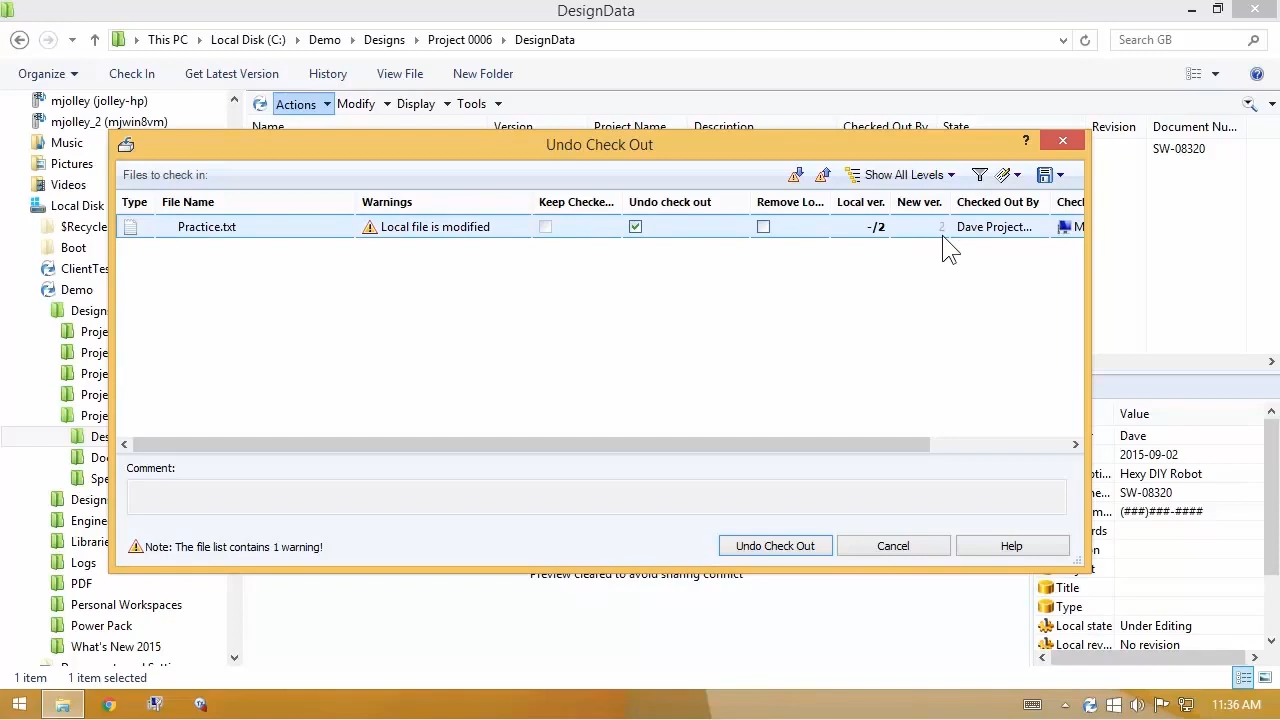 DesignData
This PC
Local Disk (C:)
Demo
Designs
Project 0006
DesignData
Search GB
Organize
Check In
Get Latest Version
History
View File
New Folder
mjolley (jolley-hp)
mjolley_2 (mjwin8vm)
Music
Pictures
Videos
Local Disk
$Recycle
Boot
ClientTes
Demo
Designs
Proje
Proje
Proje
Proje
Proje
Des
Doc
Spe
Designs
Engine
Librarie
Logs
PDF
Personal Workspaces
Power Pack
What's New 2015
Actions
Modify
Display
Tools
Name
Version
Project Name
Description
Checked Out By
State
Revision
Document Nu...
SW-08320
Undo Check Out
?
Files to check in:
Show All Levels
Type
File Name
Warnings
Keep Checke...
Undo check out
Remove Lo...
Local ver.
New ver.
Checked Out By
Chec
Practice.txt
Local file is modified
-/2
2
Dave Project...
M
Comment:
Note: The file list contains 1 warning!
Undo Check Out
Cancel
Help
Preview cleared to avoid sharing conflict
Value
Dave
2015-09-02
Hexy DIY Robot
SW-08320
(###)###-####
Title
Type
Local state
Under Editing
Local rev...
No revision
1 item
1 item selected
11:36 AM